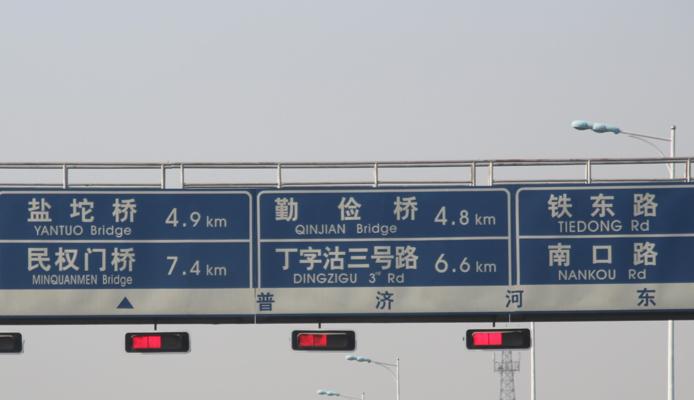 盐坨桥 4.9 km
YANTUO Bridge
民权门桥 7.4 km
MINQUANMEN Bridge
勤俭桥 4.8 km
QINJIAN Bridge
丁字沽三号路 6.6 km
DINGZIGU 3rd Rd
铁东路
TIEDONG Rd
南口路
NANKOU Rd
普济河东